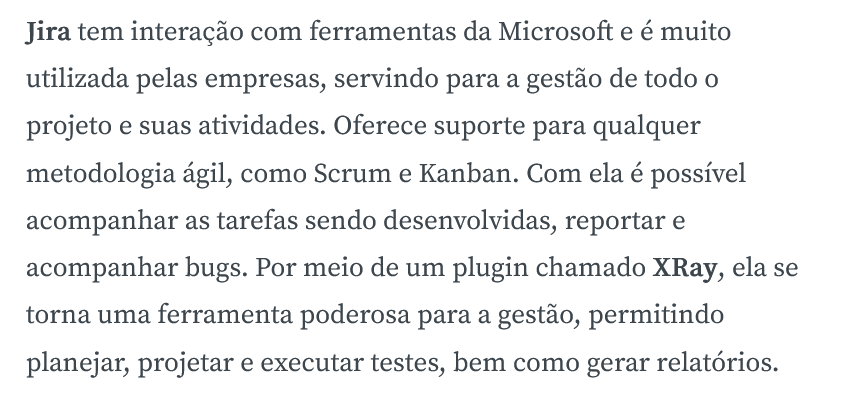 Jira tem interação com ferramentas da Microsoft e é muito
utilizada pelas empresas, servindo para a gestão de todo o
projeto e suas atividades. Oferece suporte para qualquer
metodologia ágil, como Scrum e Kanban. Com ela é possível
acompanhar as tarefas sendo desenvolvidas, reportar e
acompanhar bugs. Por meio de um plugin chamado XRay, ela se
torna uma ferramenta poderosa para a gestão, permitindo
planejar, projetar e executar testes, bem como gerar relatórios.